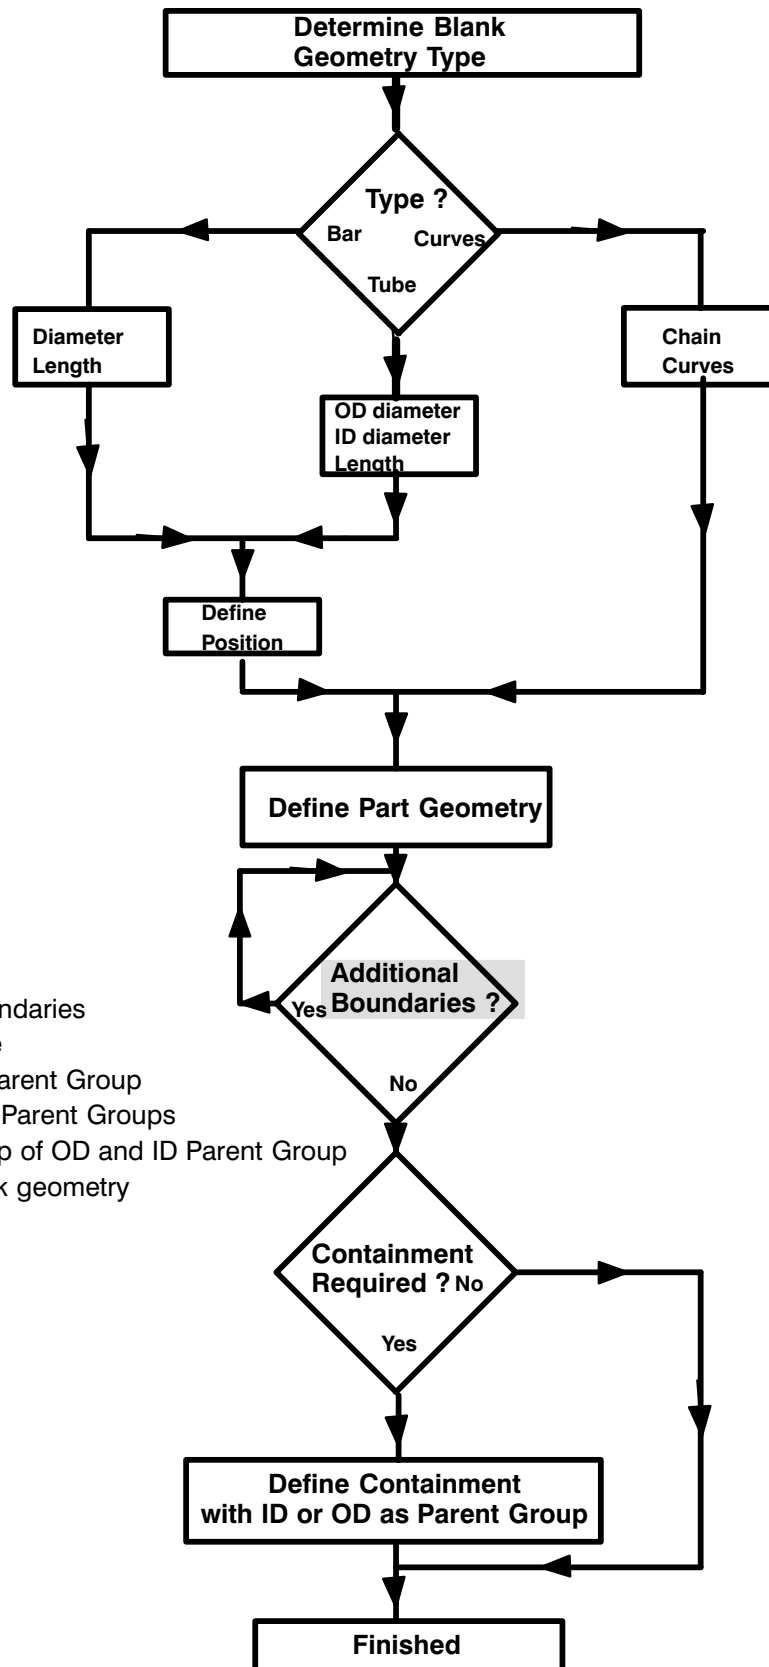 Determine Blank
Geometry Type
Type ?
Bar
Curves
Tube
Diameter
Length
Chain
Curves
OD diameter
ID diameter
Length
Define
Position
Define Part Geometry
Additional
Boundaries ?
Yes
No
arent Group
Parent Groups
p of OD and ID Parent Group
k geometry
ndaries
e
Containment
Required ? No
Yes
Define Containment
with ID or OD as Parent Group
Finished